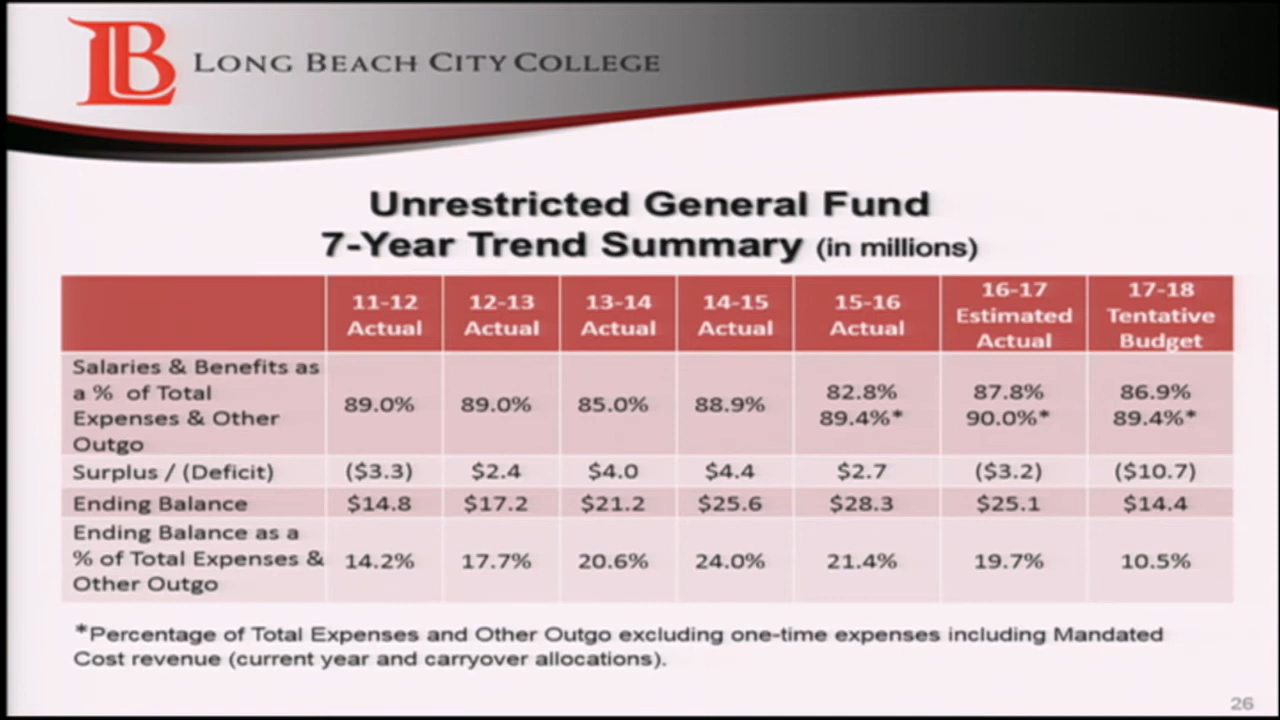 LB LONG BEACH CITY COLLEGE
Unrestricted General Fund
7-Year Trend Summary (in millions)
11-12 Actual | 12-13 Actual | 13-14 Actual | 14-15 Actual | 15-16 Actual | 16-17 Estimated Actual | 17-18 Tentative Budget
Salaries & Benefits as a % of Total Expenses & Other Outgo | 89.0% | 89.0% | 85.0% | 88.9% | 82.8% 89.4%* | 87.8% 90.0%* | 86.9% 89.4%*
Surplus / (Deficit) | ($3.3) | $2.4 | $4.0 | $4.4 | $2.7 | ($3.2) | ($10.7)
Ending Balance | $14.8 | $17.2 | $21.2 | $25.6 | $28.3 | $25.1 | $14.4
Ending Balance as a % of Total Expenses & Other Outgo | 14.2% | 17.7% | 20.6% | 24.0% | 21.4% | 19.7% | 10.5%
*Percentage of Total Expenses and Other Outgo excluding one-time expenses including Mandated
Cost revenue (current year and carryover allocations).
26